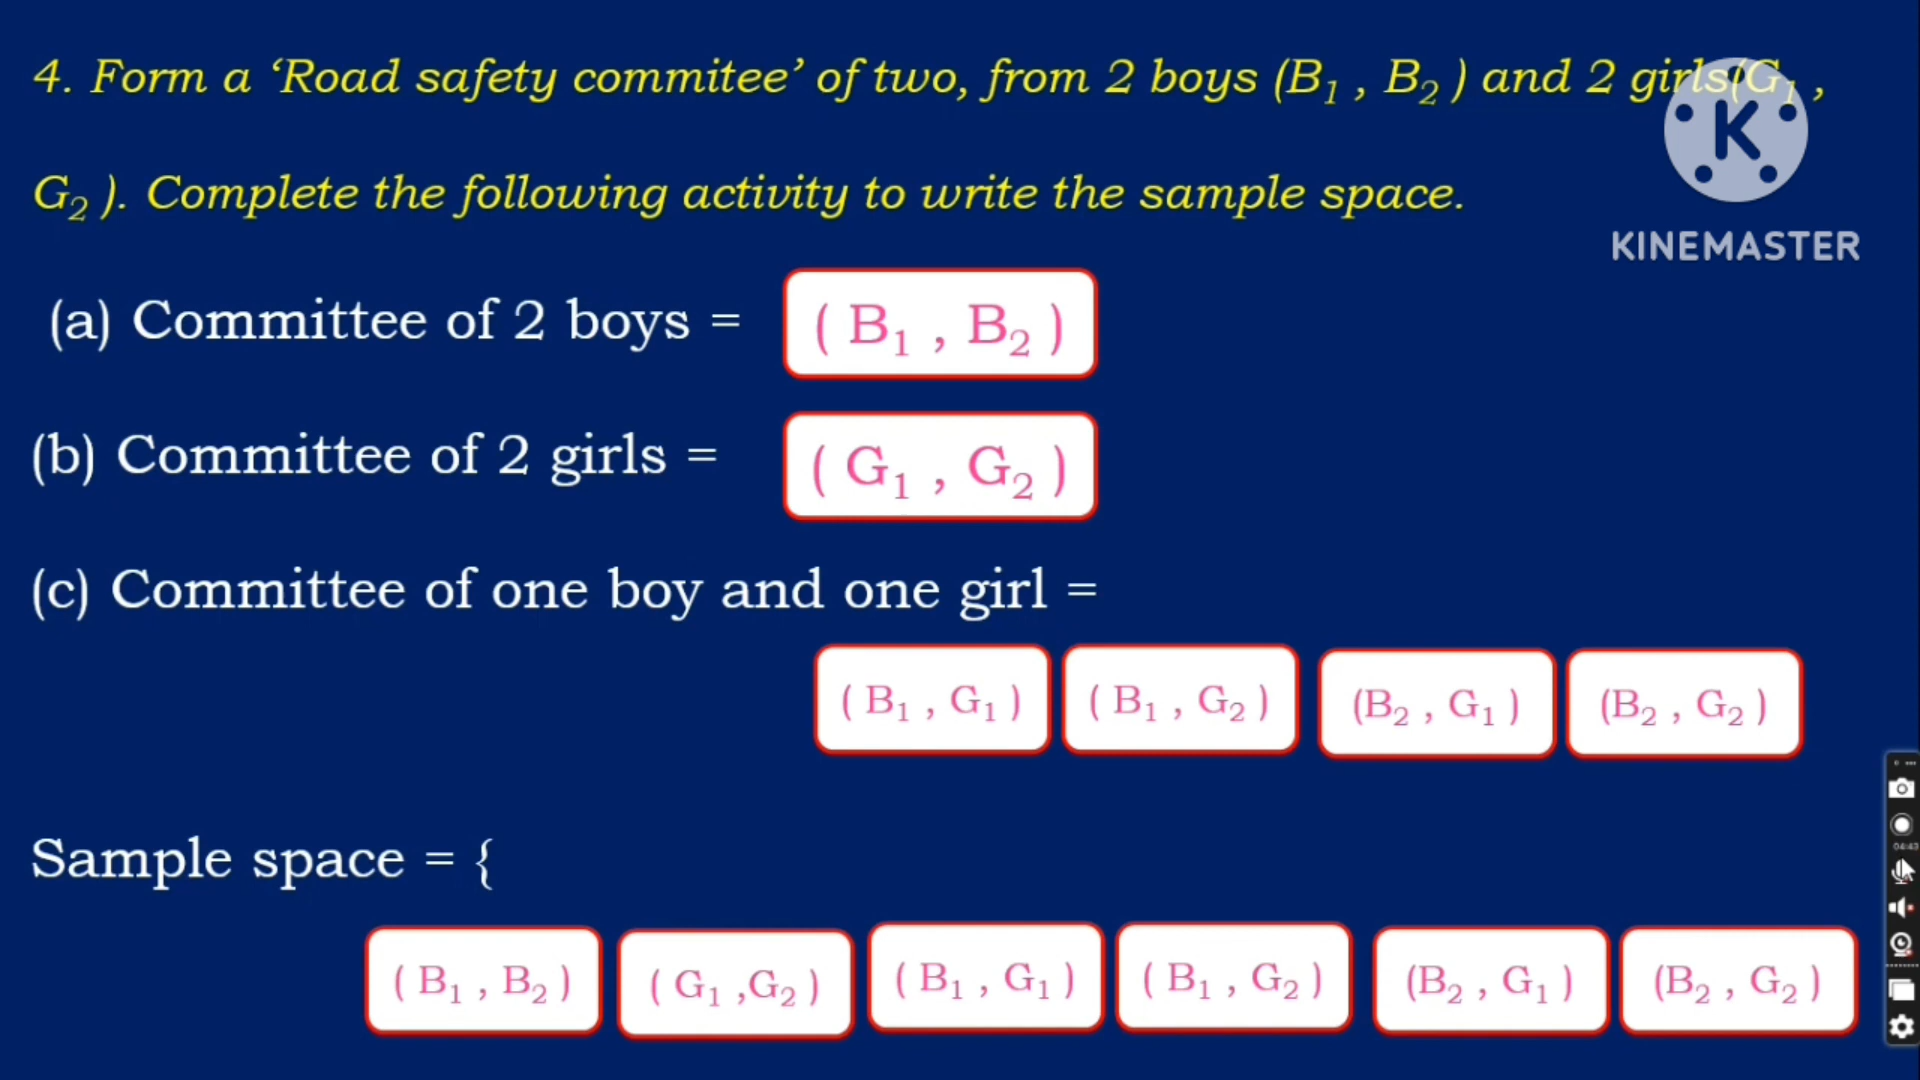 4. Form a ‘Road safety commitee’ of two, from 2 boys (B₁ , B₂ ) and 2 girls(G₁ ,
G₂ ). Complete the following activity to write the sample space.
KINEMASTER
(a) Committee of 2 boys = ( B₁ , B₂ )
(b) Committee of 2 girls = ( G₁ , G₂ )
(c) Committee of one boy and one girl =
( B₁ , G₁ ) ( B₁ , G₂ ) (B₂ , G₁ ) (B₂ , G₂ )
Sample space = {
( B₁ , B₂ ) ( G₁ ,G₂ ) ( B₁ , G₁ ) ( B₁ , G₂ ) (B₂ , G₁ ) (B₂ , G₂ )
04:43